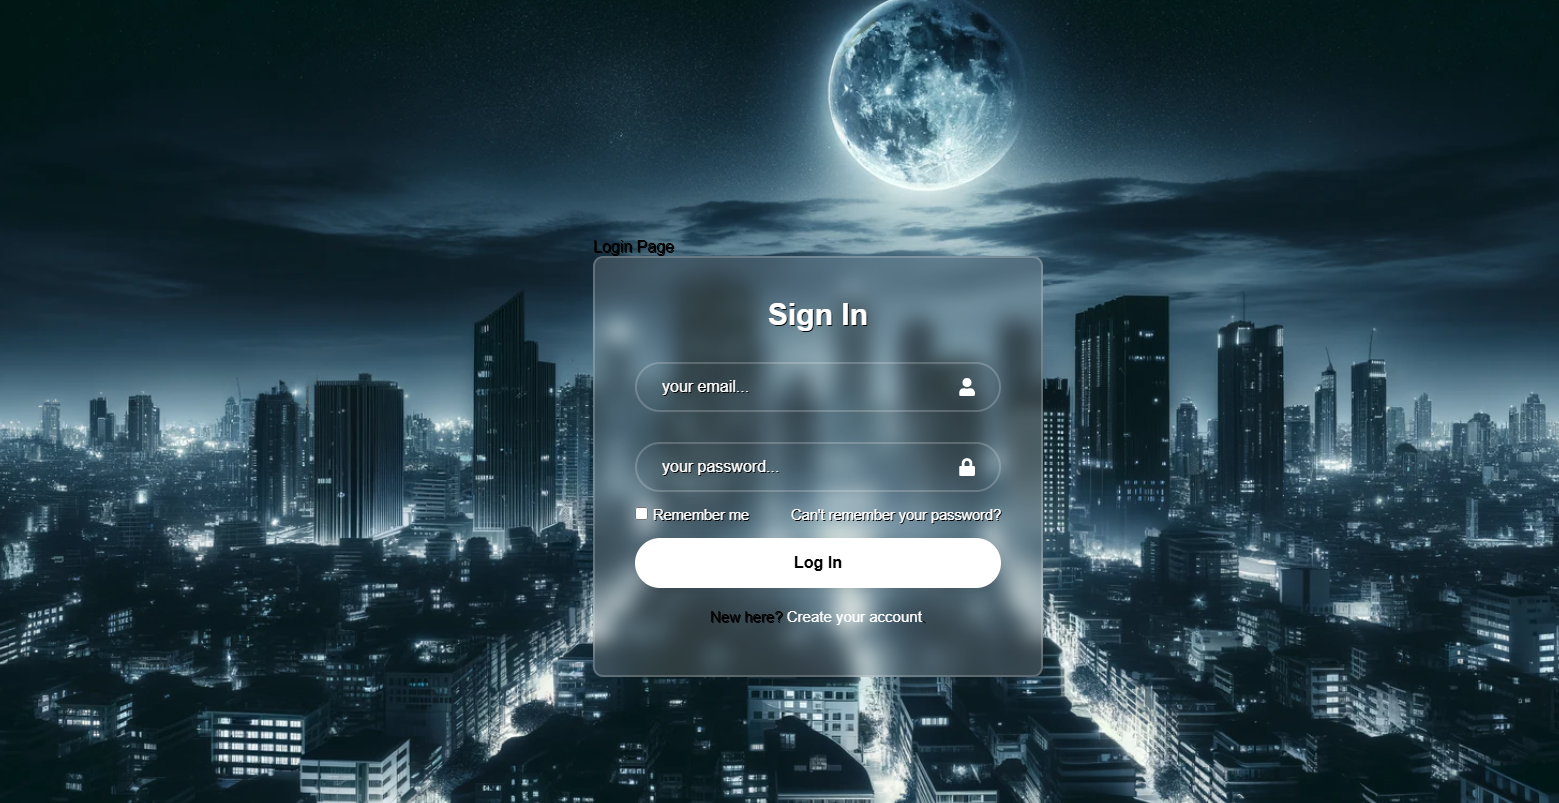 Login Page
Sign In
your email...
your password...
Remember me Can't remember your password?
Log In
New here? Create your account.